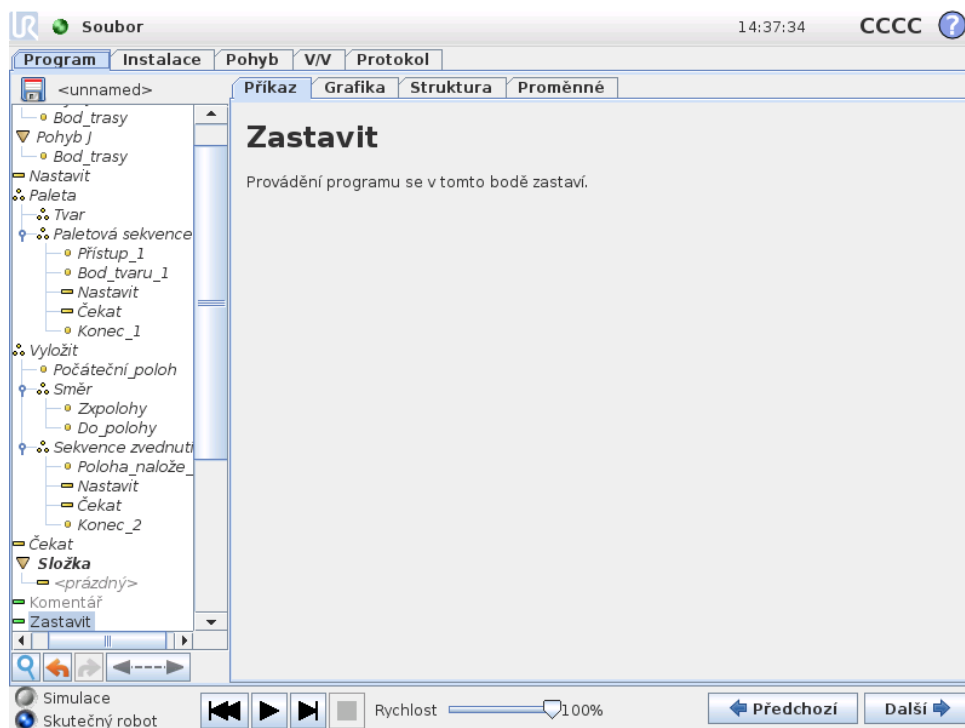 Soubor
14:37:34
CCCC
?
Program Instalace Pohyb V/V Protokol
<unnamed>
Příkaz Grafika Struktura Proměnné
Bod_trasy
Pohyb J
Bod_trasy
Nastavit
Paleta
Tvar
Paletová sekvence
Přístup_1
Bod_tvaru_1
Nastavit
Čekat
Konec_1
Vyložit
Počáteční_poloh
Směr
Zxpolohy
Do_polohy
Sekvence zvednuti
Poloha_nalože_
Nastavit
Čekat
Konec_2
Čekat
Složka
<prázdný>
Komentář
Zastavit
Zastavit
Provádění programu se v tomto bodě zastaví.
Simulace
Skutečný robot
Rychlost 100%
Předchozí
Další